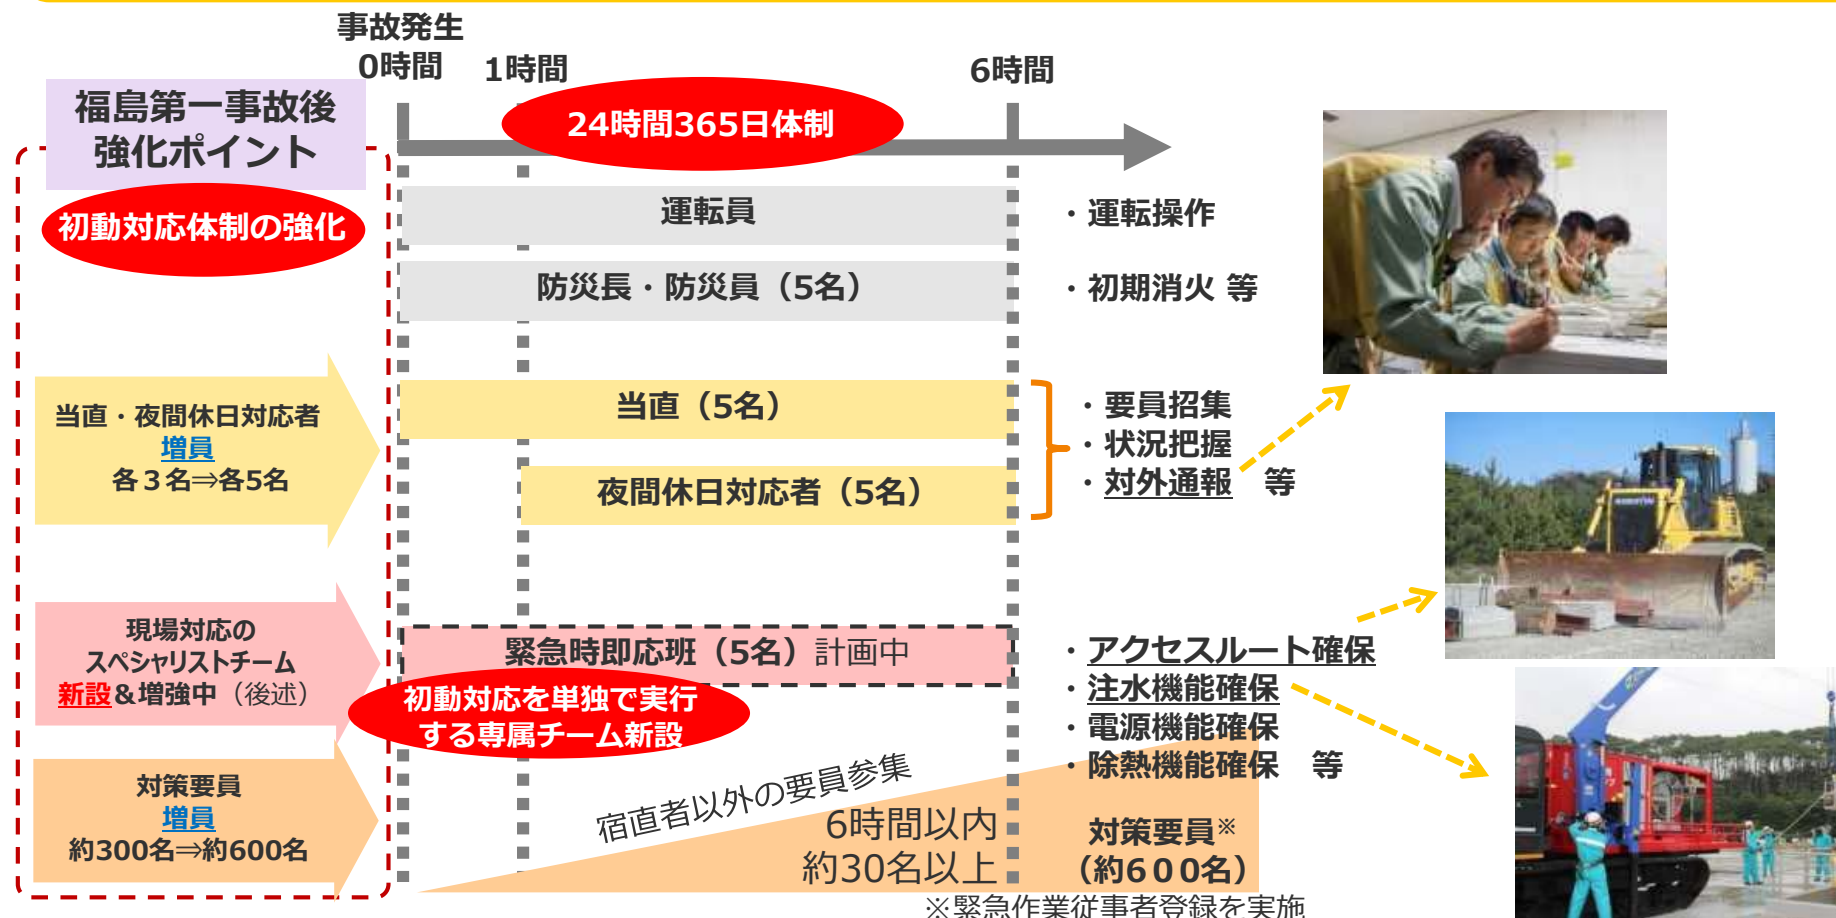 事故発生
0時間
1時間
6時間
24時間365日体制
福島第一事故後
強化ポイント
初動対応体制の強化
運転員
・運転操作
防災長・防災員（5名）
・初期消火 等
当直・夜間休日対応者
増員
各３名⇒各5名
当直（5名）
夜間休日対応者（5名）
・要員招集
・状況把握
・対外通報　等
現場対応の
スペシャリストチーム
新設&増強中（後述）
緊急時即応班（5名）計画中
初動対応を単独で実行
する専属チーム新設
・アクセスルート確保
・注水機能確保
・電源機能確保
・除熱機能確保　等
対策要員
増員
約300名⇒約600名
宿直者以外の要員参集
6時間以内
約30名以上
対策要員※
（約６００名）
※緊急作業従事者登録を実施